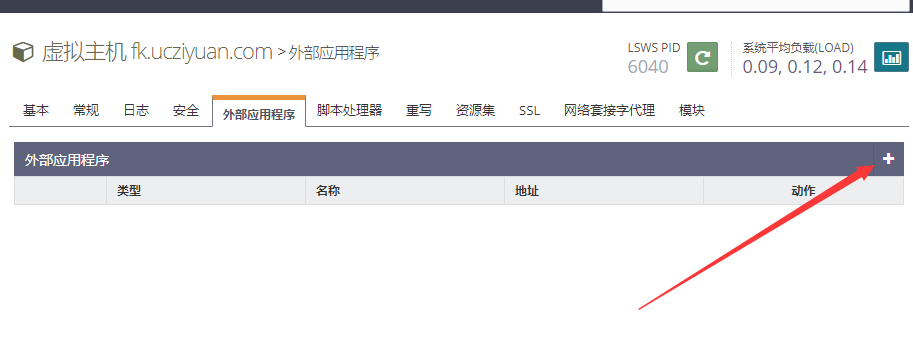 虚拟主机 fk.ucziyuan.com > 外部应用程序
LSWS PID
6040
系统平均负载(LOAD)
0.09, 0.12, 0.14
基本 常规 日志 安全 外部应用程序 脚本处理器 重写 资源集 SSL 网络套接字代理 模块
外部应用程序
类型 名称 地址 动作